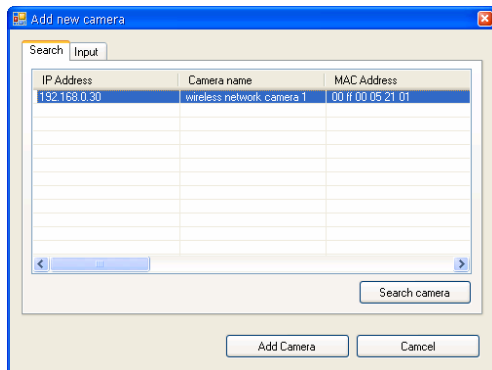 Add new camera
Search Input
IP Address Camera name MAC Address
192.168.0.30 wireless network camera 1 00 ff 00 05 21 01
Search camera
Add Camera Camcel